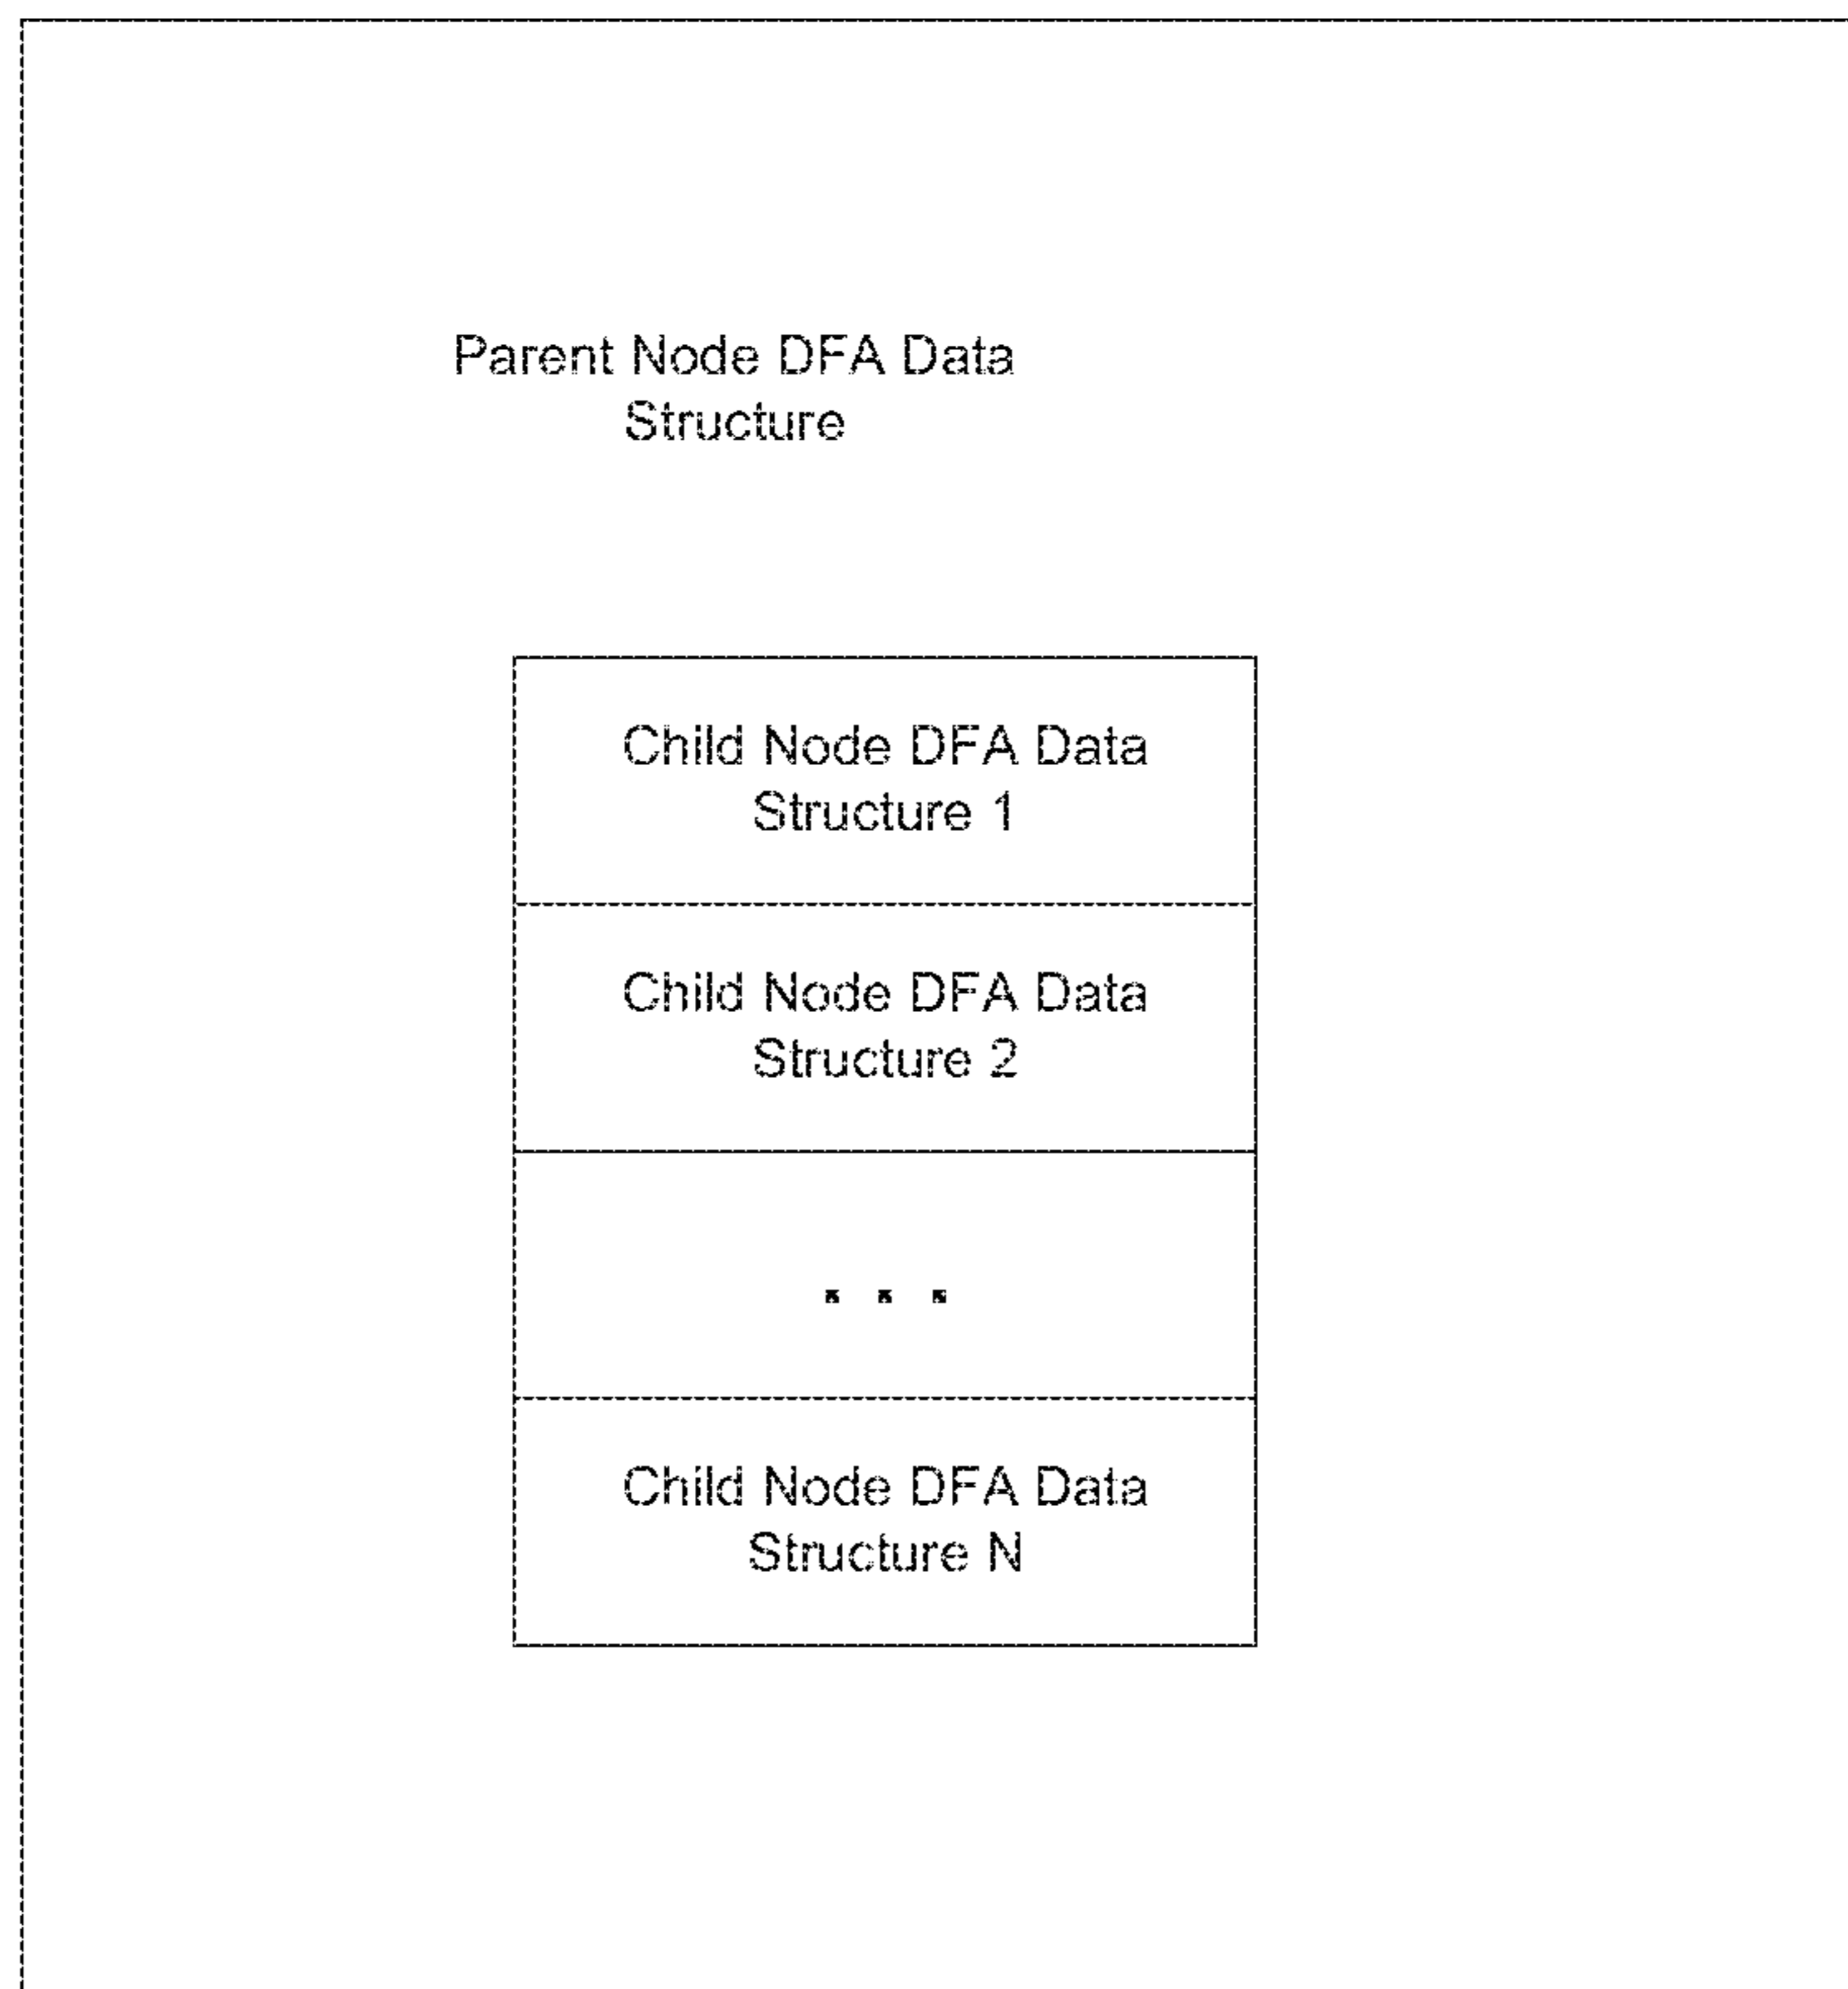 Parent Node DFA Data
Structure
Child Node DFA Data
Structure 1
Child Node DFA Data
Structure 2
. . .
Child Node DFA Data
Structure N